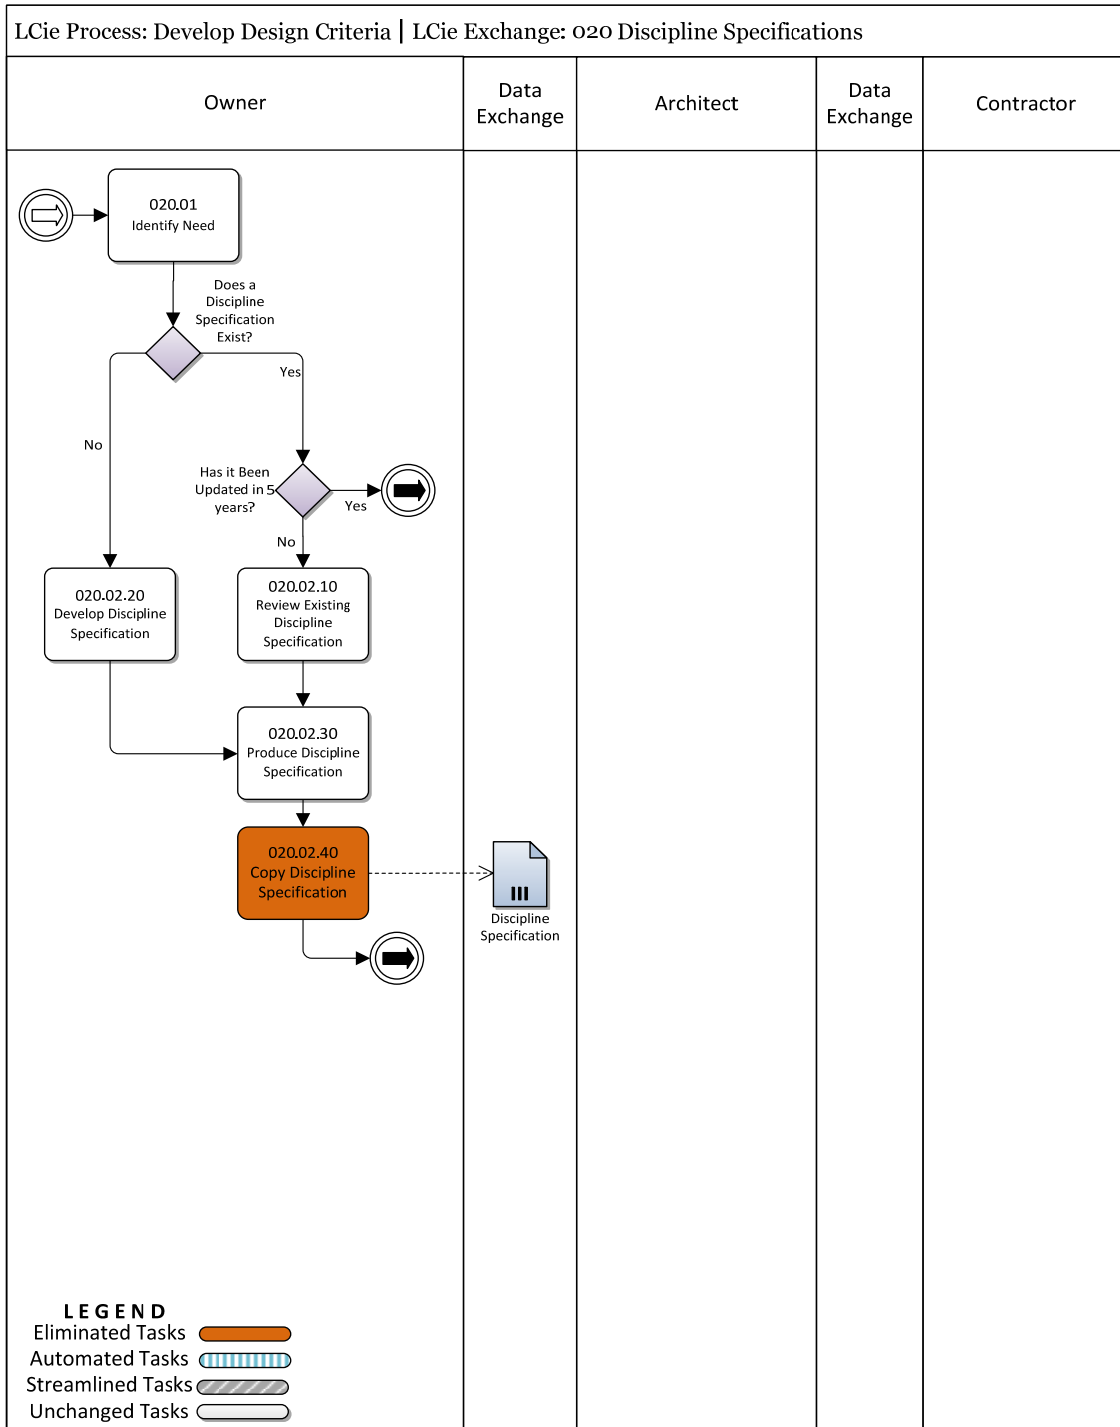 LCie Process: Develop Design Criteria | LCie Exchange: 020 Discipline Specifications
Owner
Data
Exchange
Architect
Data
Exchange
Contractor
020.01
Identify Need
Does a
Discipline
Specification
Exist?
Yes
No
Has it Been
Updated in 5
years?
Yes
No
020.02.20
Develop Discipline
Specification
020.02.10
Review Existing
Discipline
Specification
020.02.30
Produce Discipline
Specification
020.02.40
Copy Discipline
Specification
Discipline
Specification
LEGEND
Eliminated Tasks
Automated Tasks
Streamlined Tasks
Unchanged Tasks